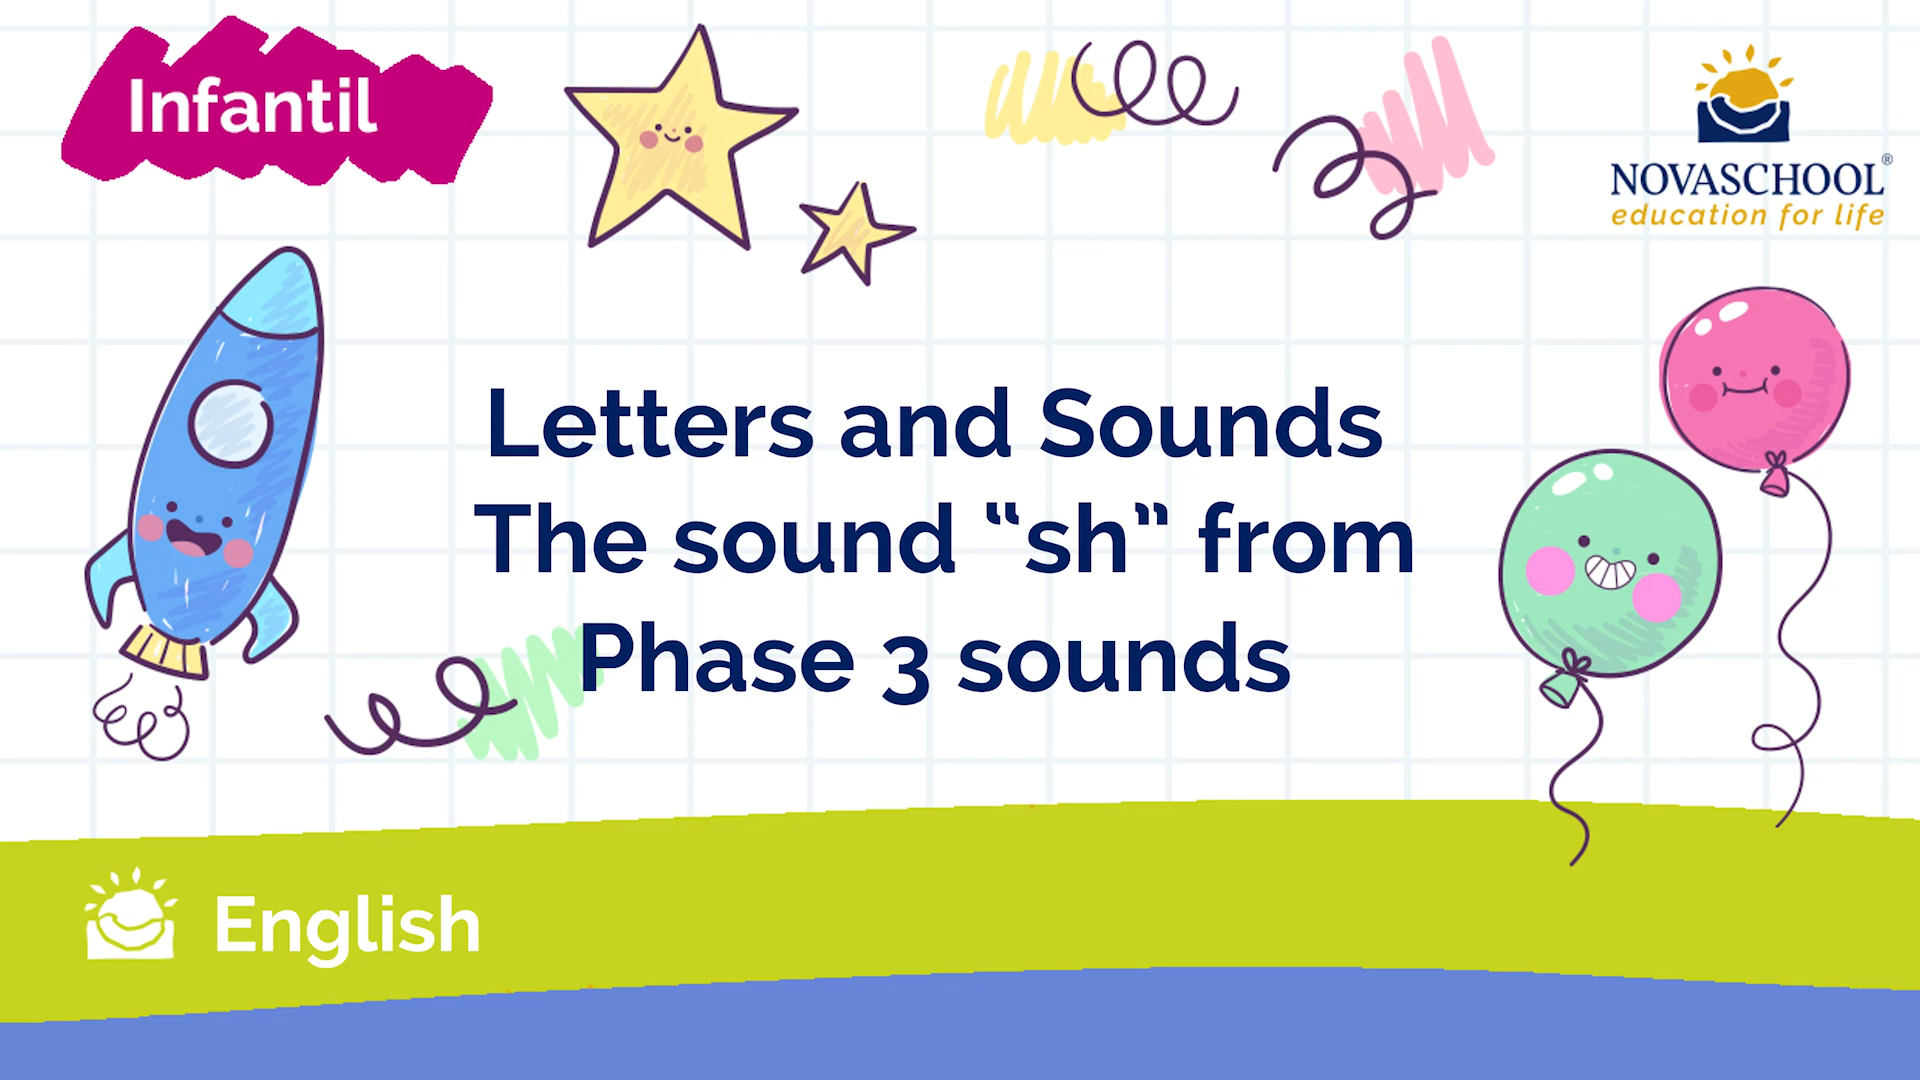 Infantil
NOVASCHOOL®
education for life
Letters and Sounds
The sound “sh” from
Phase 3 sounds
English